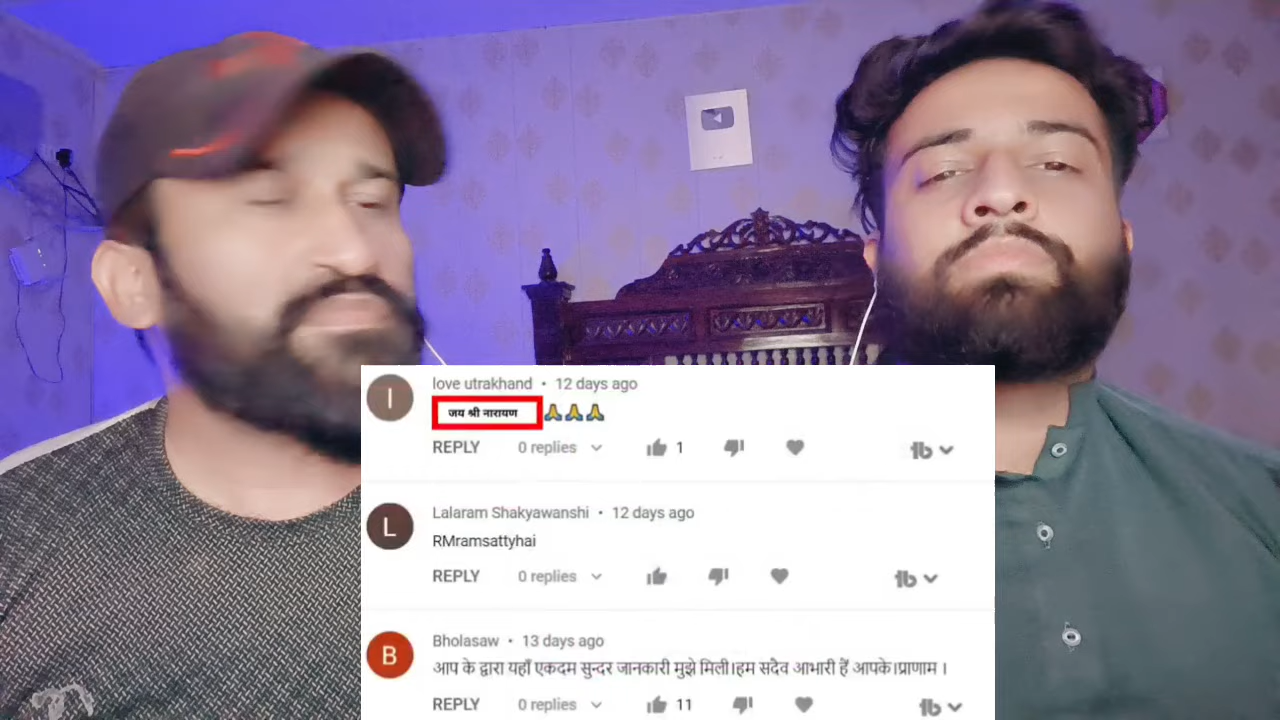 I
love utrakhand • 12 days ago
जय श्री नारायण 🙏🙏🙏
REPLY 0 replies 1
L
Lalaram Shakyawanshi • 12 days ago
RMramsattyhai
REPLY 0 replies
B
Bholasaw • 13 days ago
आप के द्वारा यहाँ एकदम सुन्दर जानकारी मुझे मिली।हम सदैव आभारी हैं आपके।प्राणाम ।
REPLY 0 replies 11